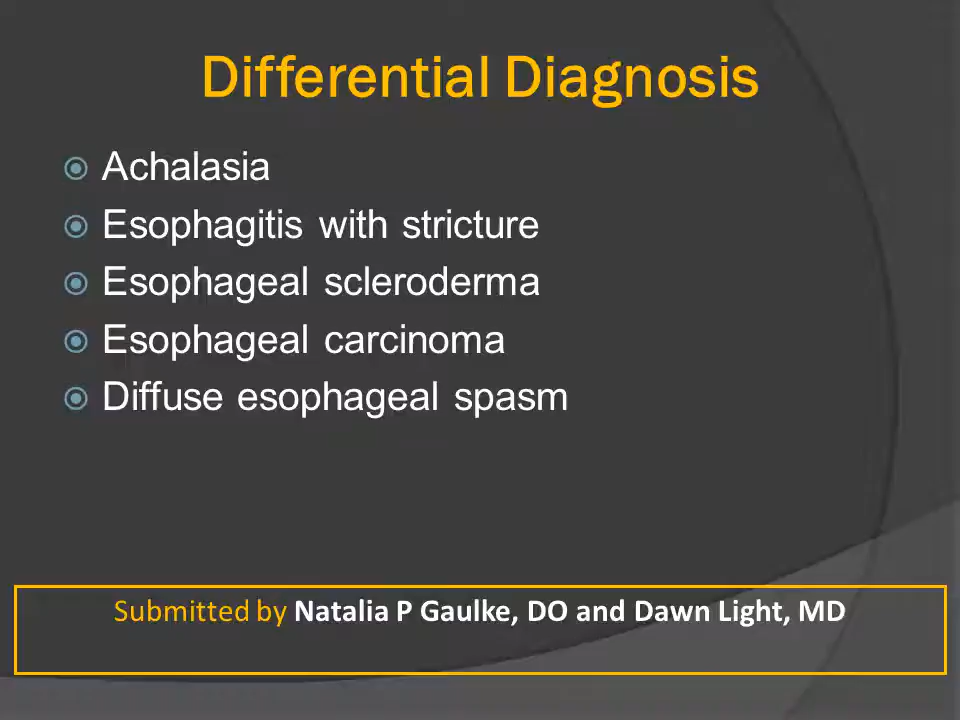 Differential Diagnosis
Achalasia
Esophagitis with stricture
Esophageal scleroderma
Esophageal carcinoma
Diffuse esophageal spasm
Submitted by Natalia P Gaulke, DO and Dawn Light, MD